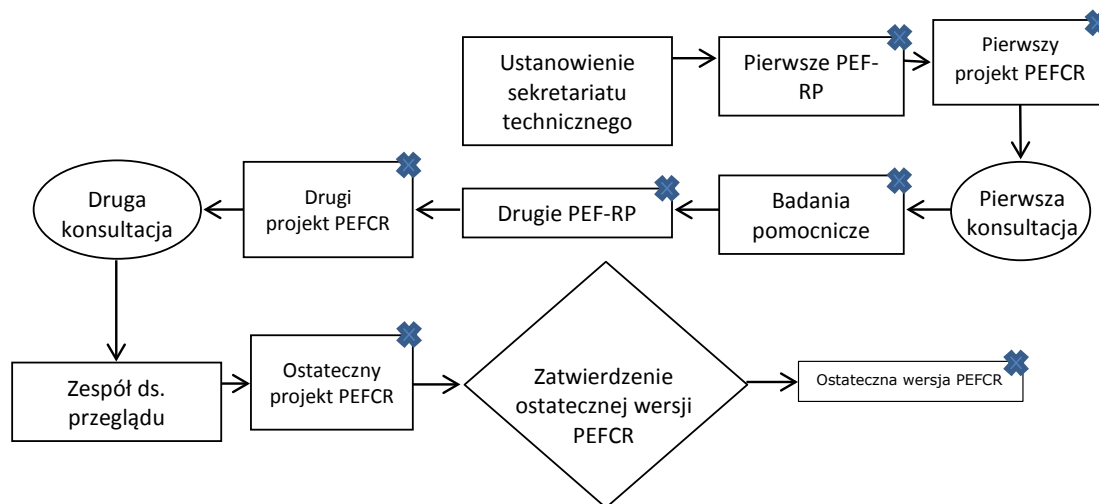 Ustanowienie
sekretariatu
technicznego
Pierwsze PEF-
RP
Pierwszy
projekt PEFCR
Pierwsza
konsultacja
Badania
pomocnicze
Drugie PEF-RP
Drugi
projekt PEFCR
Druga
konsultacja
Zespół ds.
przeglądu
Ostateczny
projekt PEFCR
Zatwierdzenie
ostatecznej wersji
PEFCR
Ostateczna wersja PEFCR